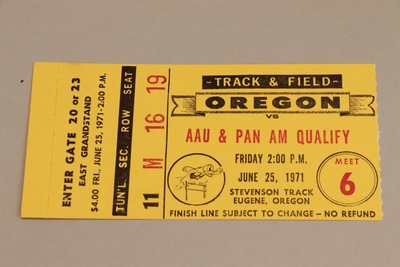 ENTER GATE 20 or 23
EAST GRANDSTAND
$4.00 FRI., JUNE 25, 1971-2:00 P.M.
TUN'L SEC. ROW SEAT
11 M 16 19
-TRACK & FIELD-
OREGON
VS
AAU & PAN AM QUALIFY
FRIDAY 2:00 P.M.
JUNE 25, 1971
STEVENSON TRACK
EUGENE, OREGON
MEET
6
FINISH LINE SUBJECT TO CHANGE - NO REFUND